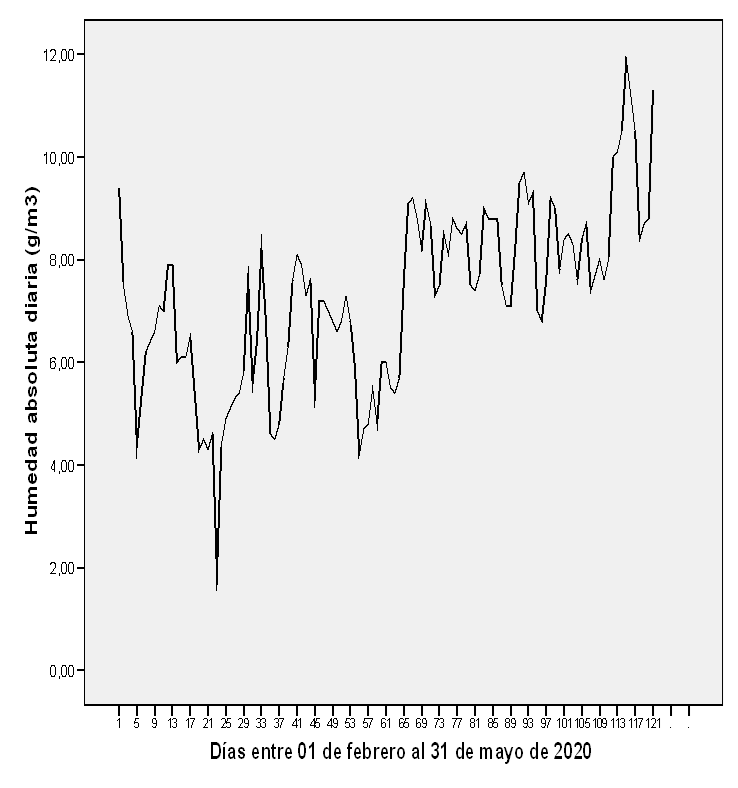 Humedad absoluta diaria (g/m3)
12,00
10,00
8,00
6,00
4,00
2,00
0,00
1 5 9 13 17 21 25 29 33 37 41 45 49 53 57 61 65 69 73 77 81 85 89 93 97 101 105 109 113 117 121 . .
Días entre 01 de febrero al 31 de mayo de 2020